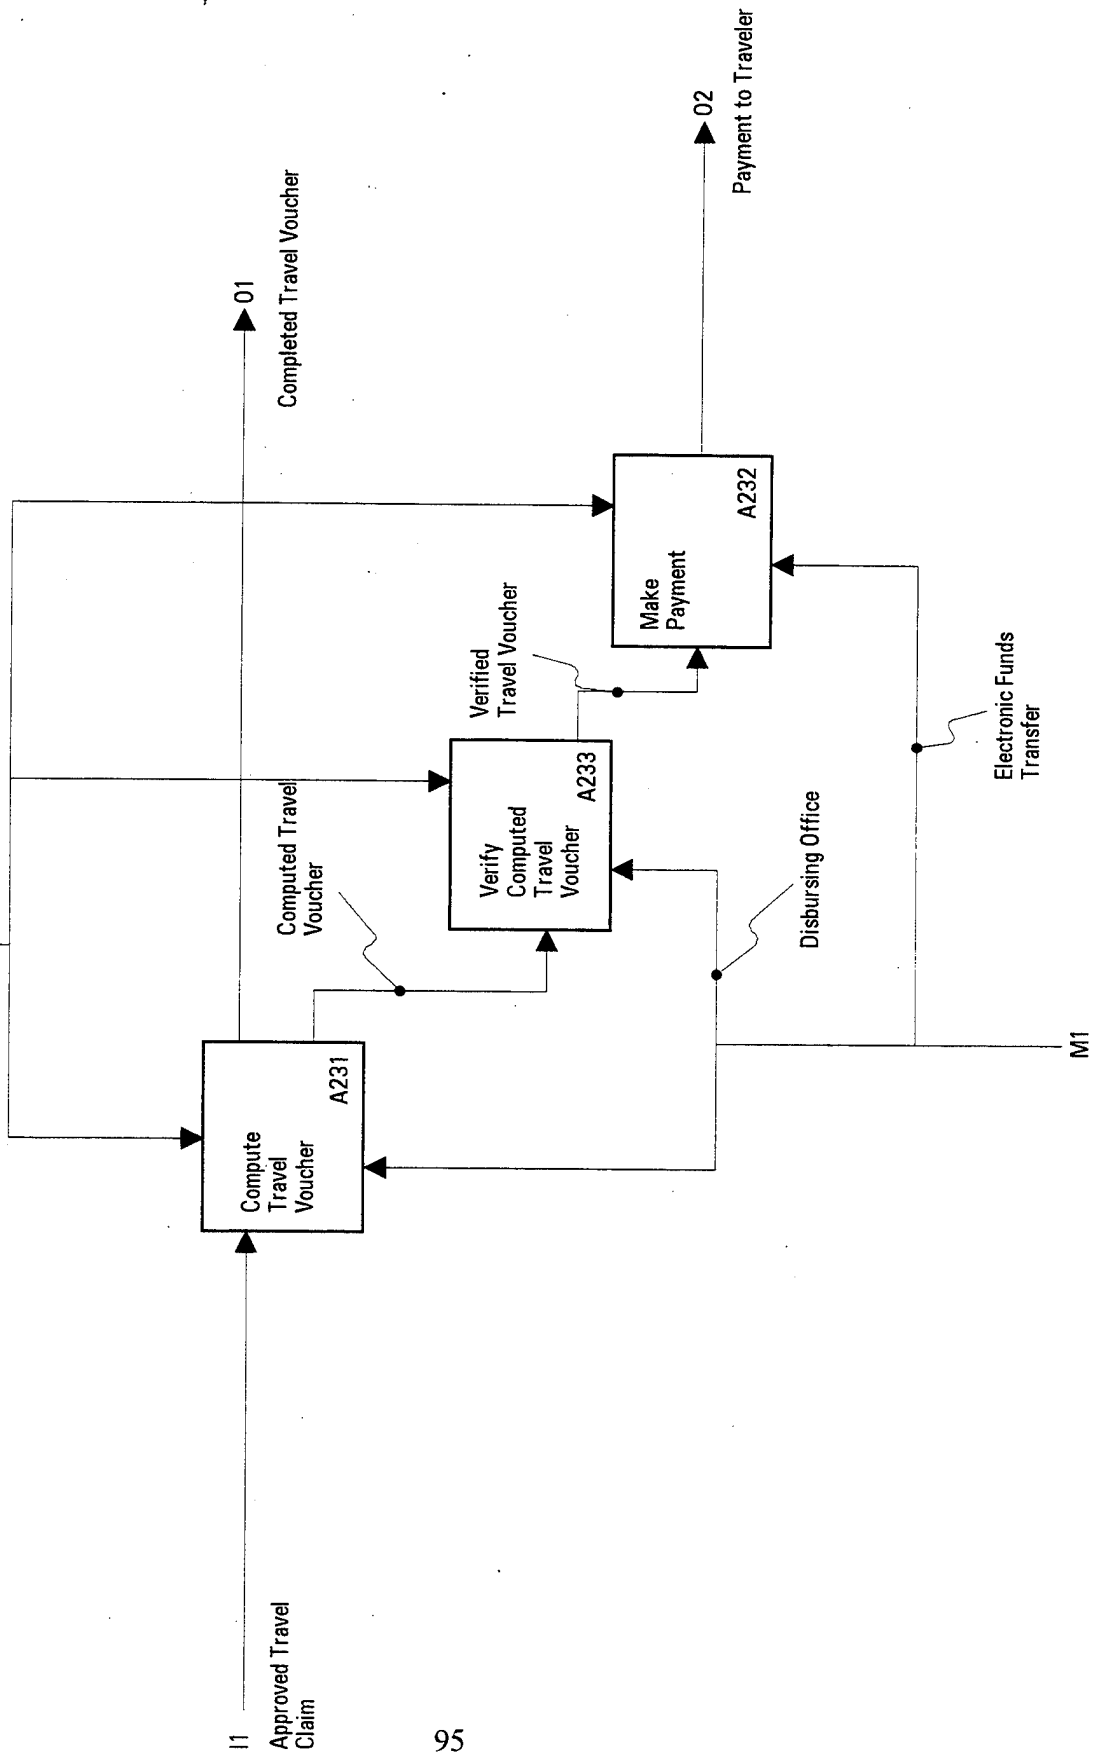 I1
Approved Travel
Claim
Compute
Travel
Voucher
A231
Computed Travel
Voucher
O1
Completed Travel Voucher
Verify
Computed
Travel
Voucher
A233
Verified
Travel Voucher
Make
Payment
A232
O2
Payment to Traveler
Disbursing Office
Electronic Funds
Transfer
M1
95